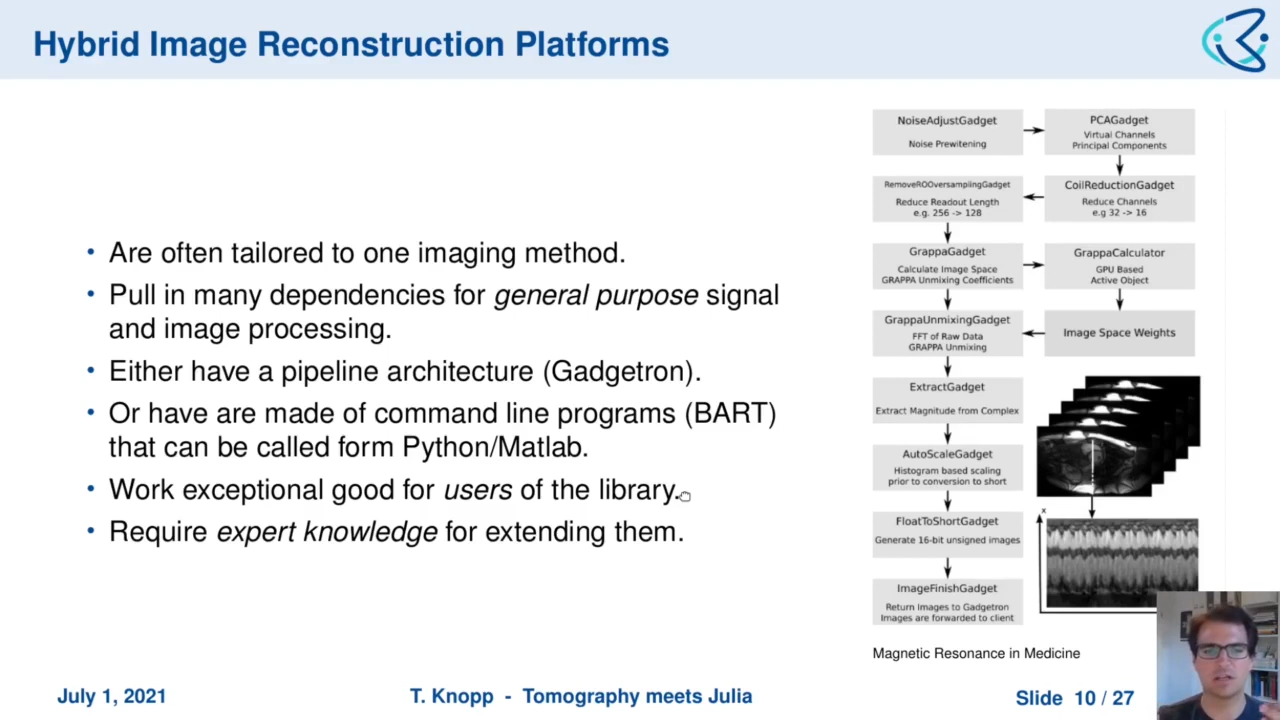 Hybrid Image Reconstruction Platforms
• Are often tailored to one imaging method.
• Pull in many dependencies for general purpose signal
and image processing.
• Either have a pipeline architecture (Gadgetron).
• Or have are made of command line programs (BART)
that can be called form Python/Matlab.
• Work exceptional good for users of the library.
• Require expert knowledge for extending them.
NoiseAdjustGadget
Noise Prewitening
PCAGadget
Virtual Channels
Principal Components
RemoveROOversamplingGadget
Reduce Readout Length
e.g. 256 -> 128
CoilReductionGadget
Reduce Channels
e.g 32 -> 16
GrappaGadget
Calculate Image Space
GRAPPA Unmixing Coefficients
GrappaCalculator
GPU Based
Active Object
GrappaUnmixingGadget
FFT of Raw Data
GRAPPA Unmixing
Image Space Weights
ExtractGadget
Extract Magnitude from Complex
AutoScaleGadget
Histogram based scaling
prior to conversion to short
FloatToShortGadget
Generate 16-bit unsigned images
x
ImageFinishGadget
Return Images to Gadgetron
Images are forwarded to client
Magnetic Resonance in Medicine
July 1, 2021
T. Knopp - Tomography meets Julia
Slide 10 / 27